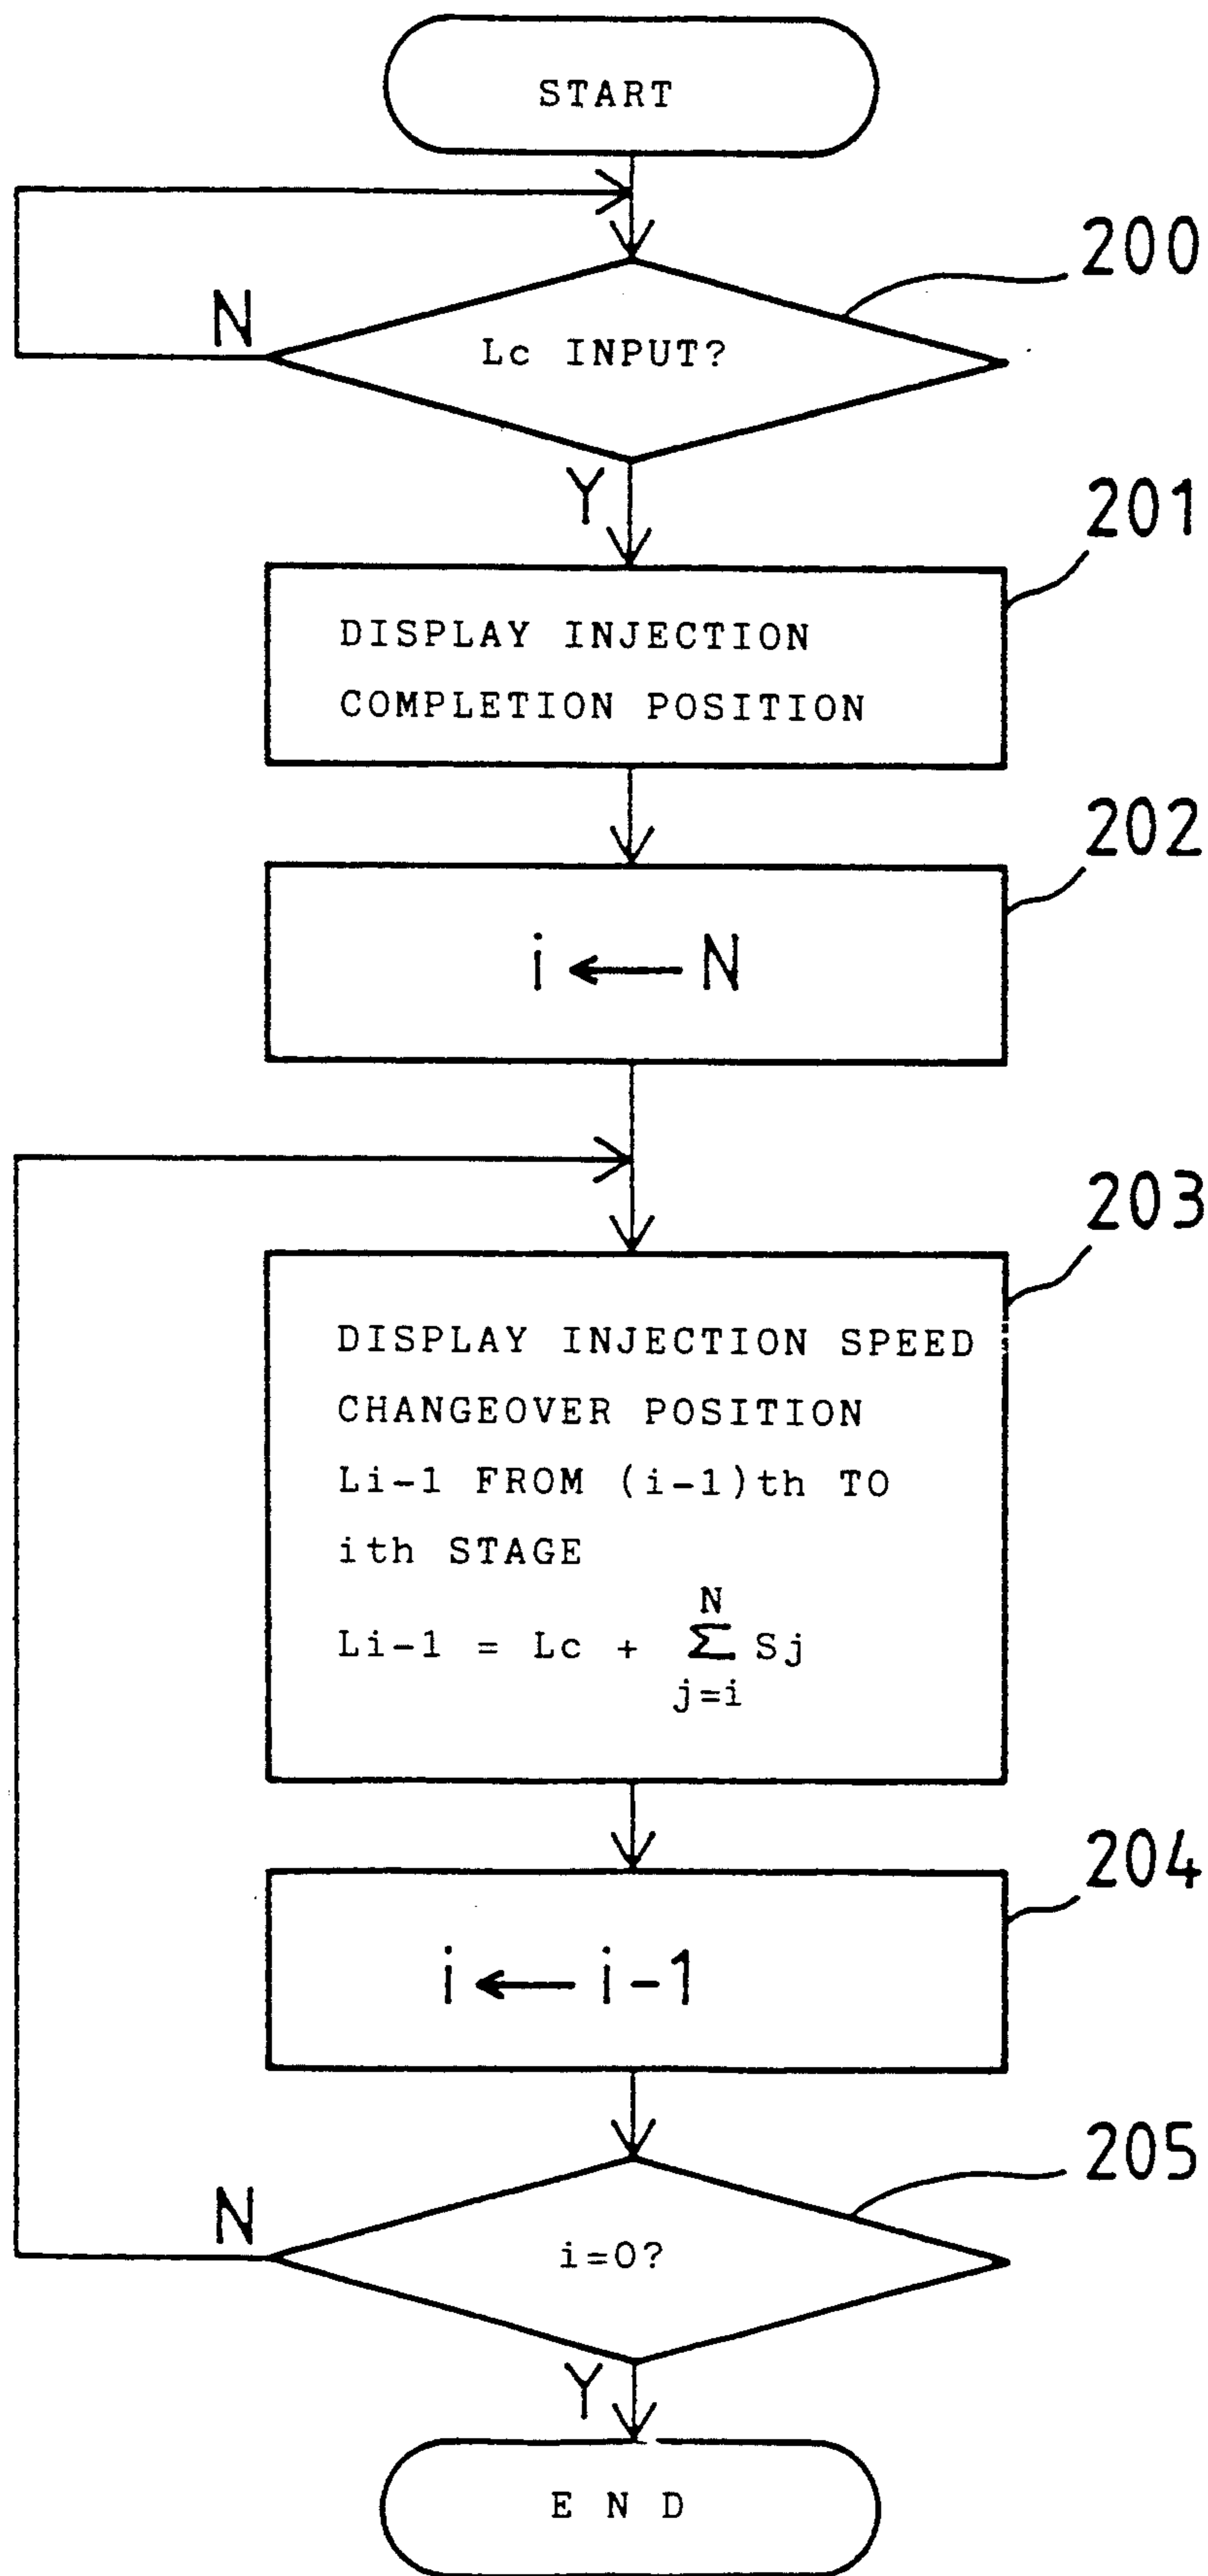 START
200
N
Lc INPUT?
Y
201
DISPLAY INJECTION
COMPLETION POSITION
202
i ← N
203
DISPLAY INJECTION SPEED
CHANGEOVER POSITION
Li-1 FROM (i-1)th TO
ith STAGE
N
Li-1 = Lc + Σ Sj
j=i
204
i ← i-1
205
N
i=0?
Y
END